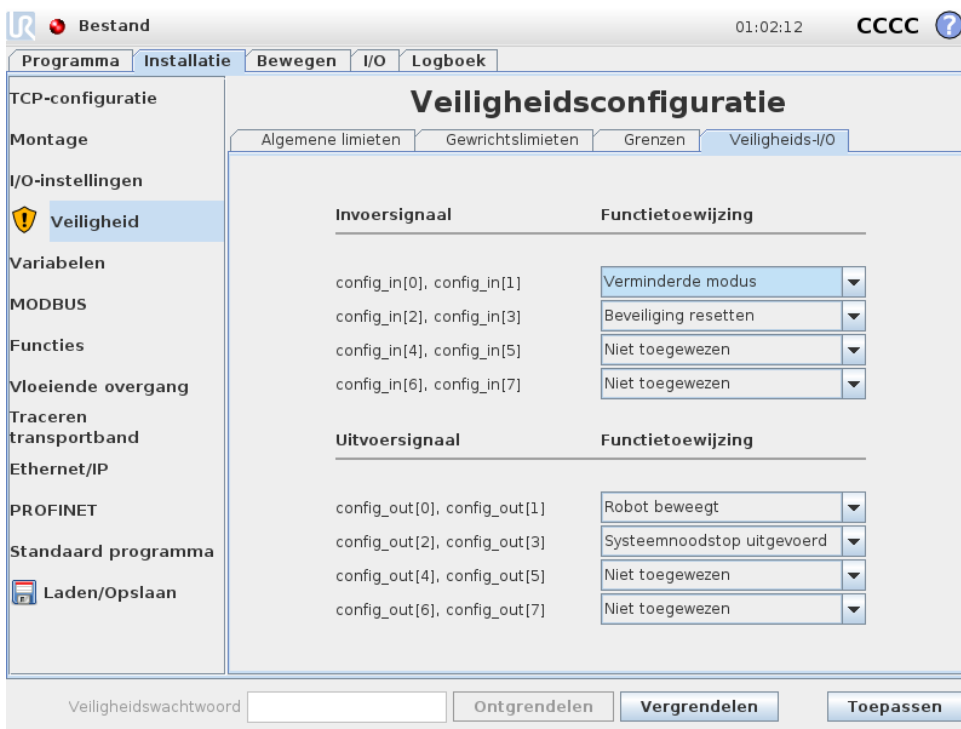 UR Bestand 01:02:12 CCCC ?
Programma Installatie Bewegen I/O Logboek
TCP-configuratie
Montage
I/O-instellingen
Veiligheid
Variabelen
MODBUS
Functies
Vloeiende overgang
Traceren
transportband
Ethernet/IP
PROFINET
Standaard programma
Laden/Opslaan
Veiligheidsconfiguratie
Algemene limieten Gewrichtslimieten Grenzen Veiligheids-I/O
Invoersignaal Functietoewijzing
config_in[0], config_in[1] Verminderde modus
config_in[2], config_in[3] Beveiliging resetten
config_in[4], config_in[5] Niet toegewezen
config_in[6], config_in[7] Niet toegewezen
Uitvoersignaal Functietoewijzing
config_out[0], config_out[1] Robot beweegt
config_out[2], config_out[3] Systeemnoodstop uitgevoerd
config_out[4], config_out[5] Niet toegewezen
config_out[6], config_out[7] Niet toegewezen
Veiligheidswachtwoord Ontgrendelen Vergrendelen Toepassen